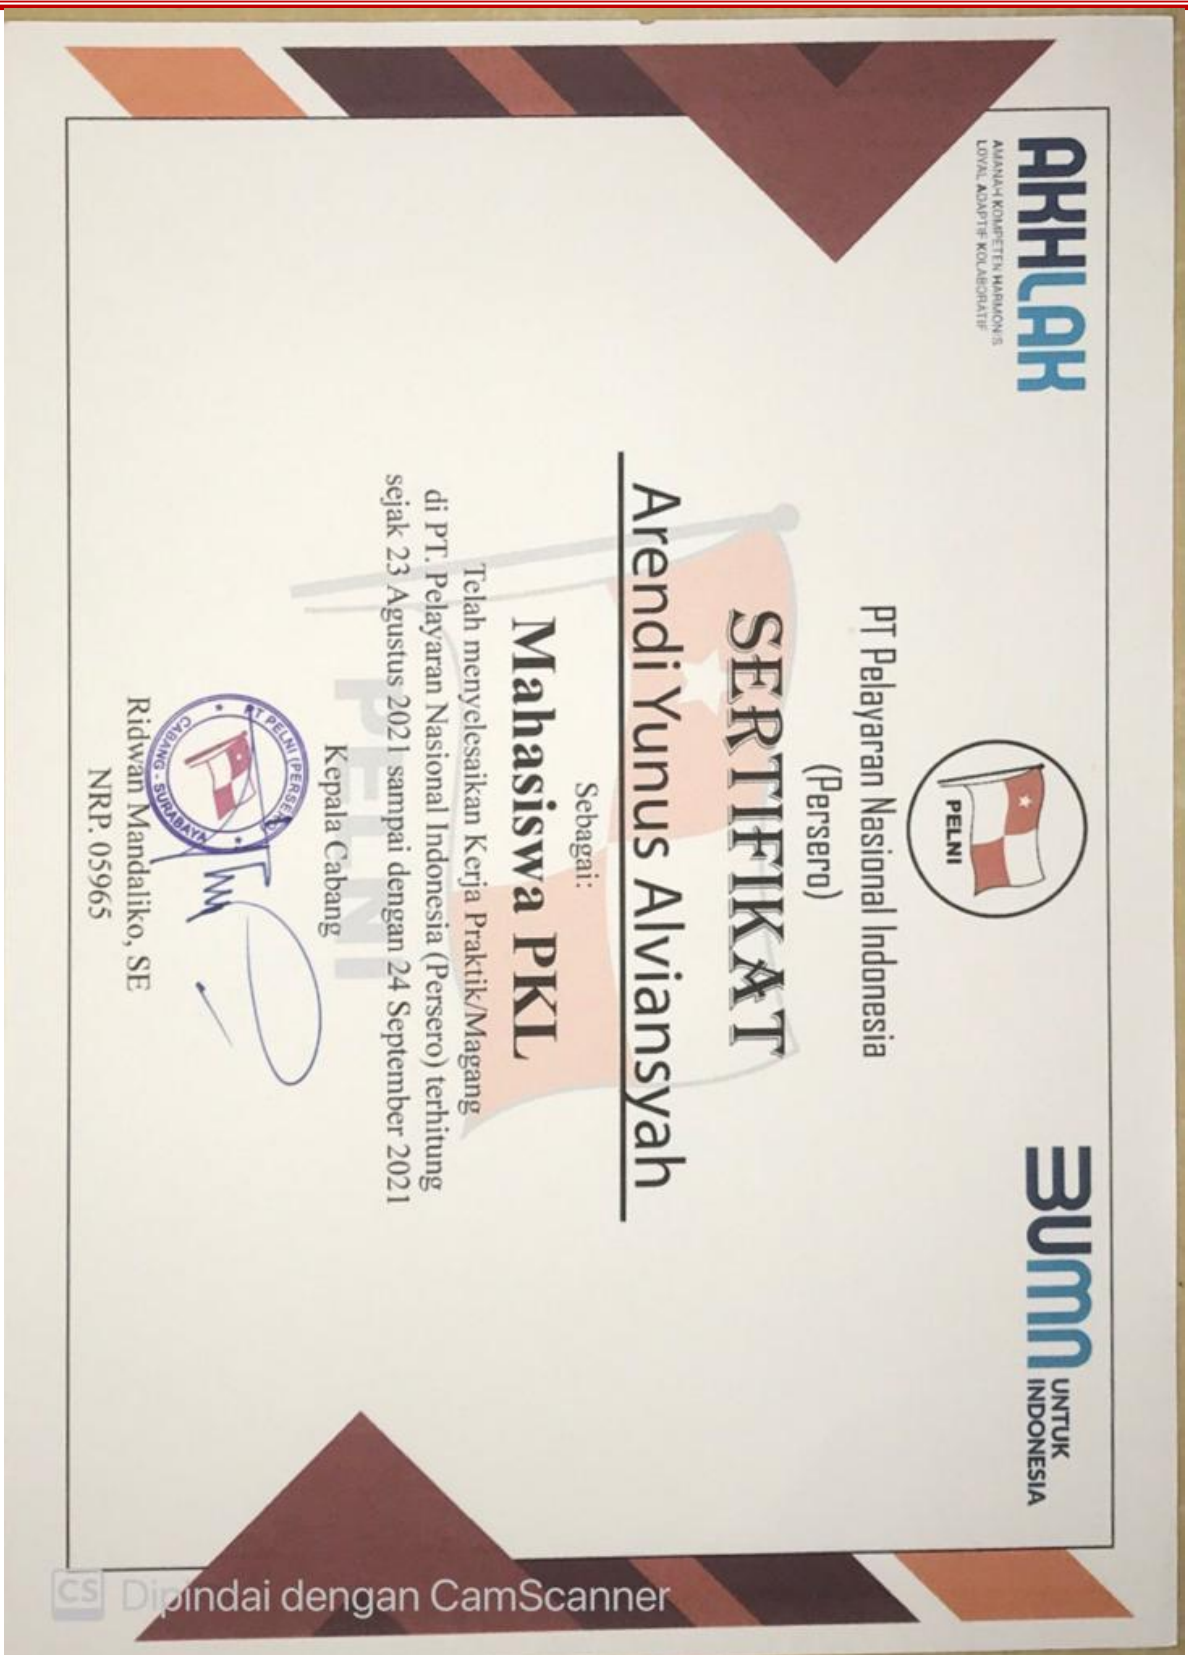 AKHLAK
AMANAH KOMPETEN HARMONIS
LOYAL ADAPTIF KOLABORATIF
BUMN UNTUK
INDONESIA
PELNI
PT Pelayaran Nasional Indonesia
(Persero)
SERTIFIKAT
Arendi Yunus Alviansyah
Sebagai:
Mahasiswa PKL
Telah menyelesaikan Kerja Praktik/Magang
di PT. Pelayaran Nasional Indonesia (Persero) terhitung
sejak 23 Agustus 2021 sampai dengan 24 September 2021
PELNI
Kepala Cabang
PT PELNI (PERSERO)
CABANG - SURABAYA
Ridwan Mandaliko, SE
NRP. 05965
CS Dipindai dengan CamScanner